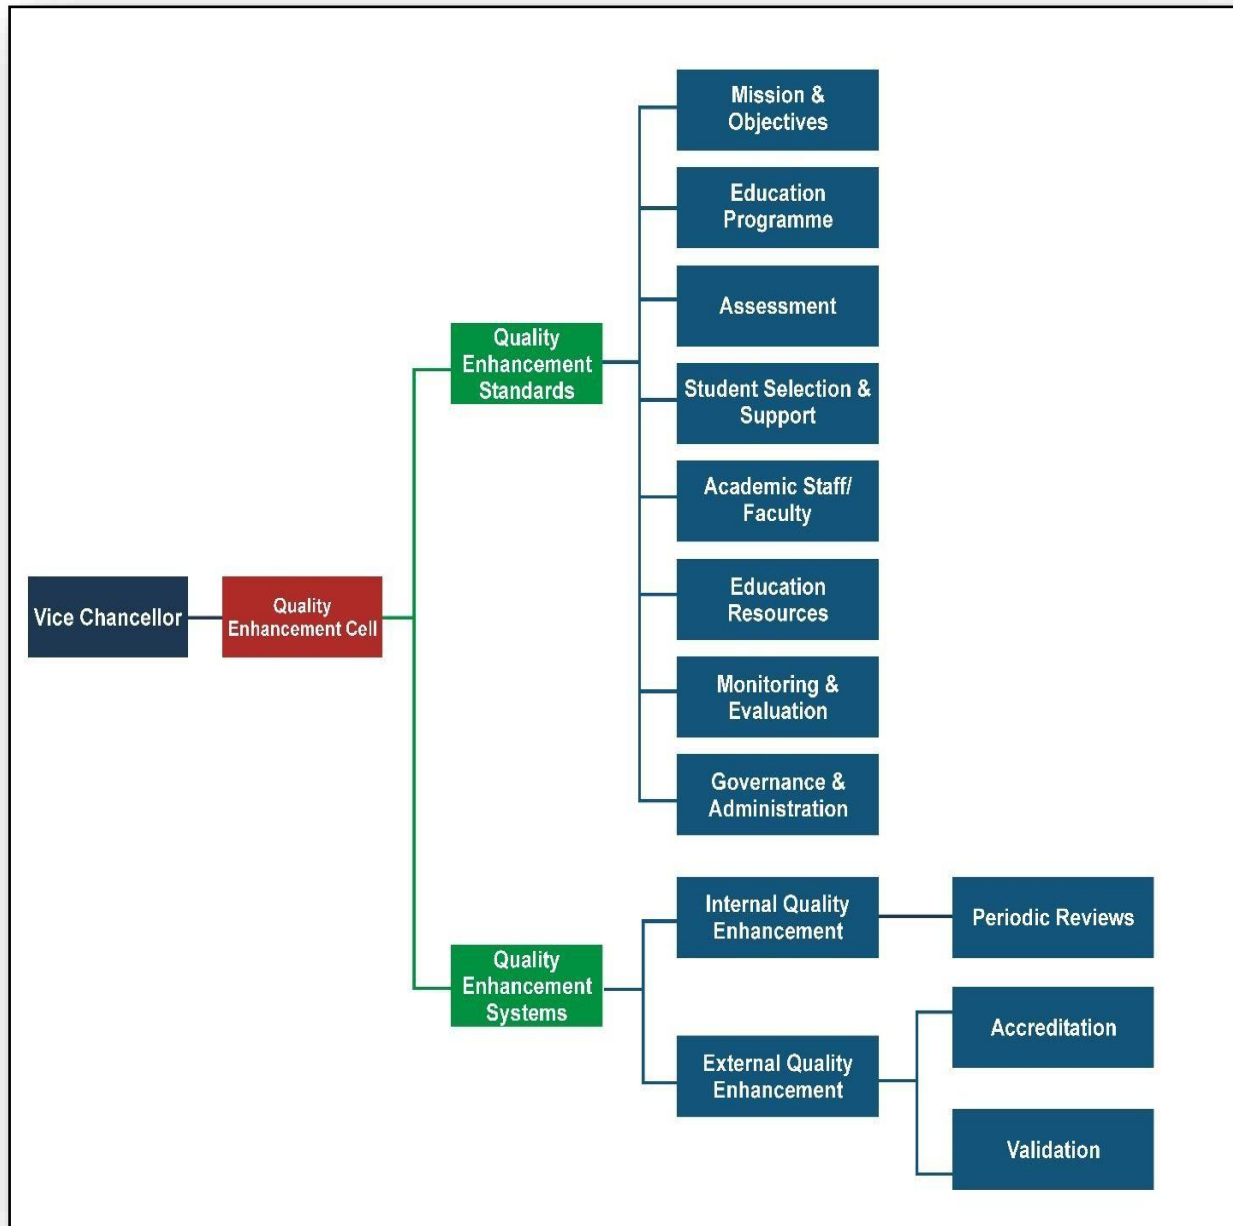 Mission &
Objectives
Education
Programme
Assessment
Quality
Enhancement
Standards
Student Selection &
Support
Academic Staff/
Faculty
Education
Resources
Vice Chancellor
Quality
Enhancement Cell
Monitoring &
Evaluation
Governance &
Administration
Internal Quality
Enhancement
Periodic Reviews
Quality
Enhancement
Systems
Accreditation
External Quality
Enhancement
Validation